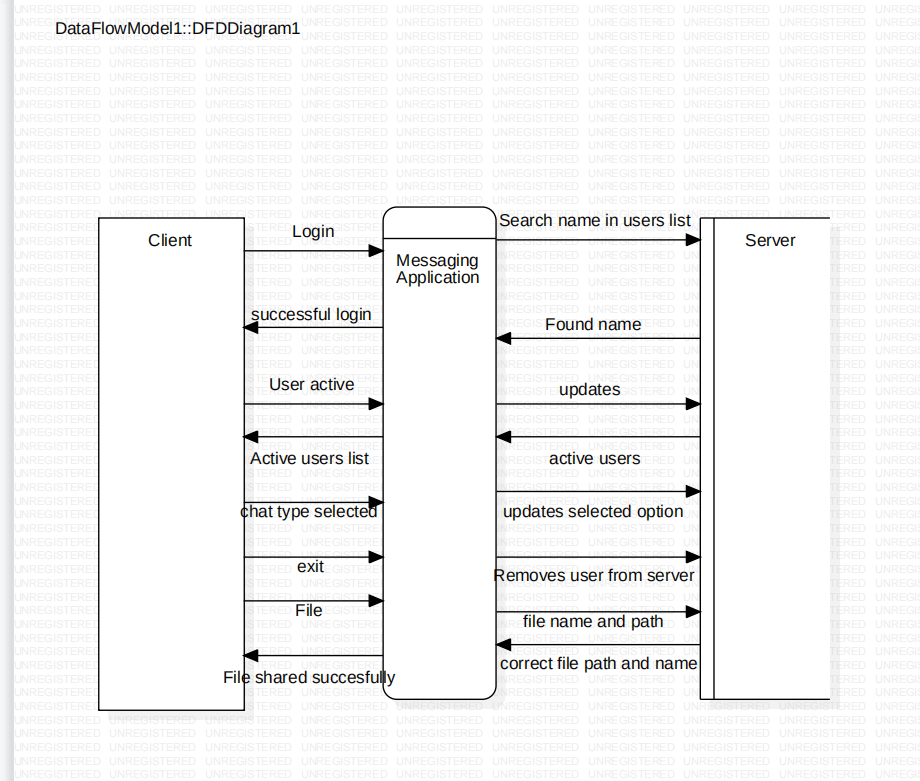 DataFlowModel1::DFDDiagram1
Client
Login
Messaging
Application
Search name in users list
Server
successful login
Found name
User active
updates
Active users list
active users
chat type selected
updates selected option
exit
Removes user from server
File
file name and path
File shared succesfully
correct file path and name
UNREGISTERED